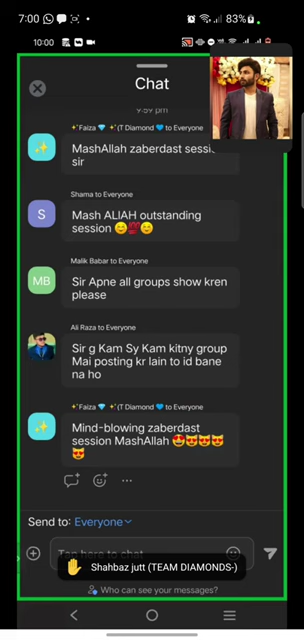 7:00
83%
10:00
Chat
9:59 pm
Faiza 💎 ✨(T Diamond 💙 to Everyone
MashAllah zaberdast sessi
sir
Shama to Everyone
S
Mash AlIAH outstanding
session 😊💯😊
Malik Babar to Everyone
MB
Sir Apne all groups show kren
please
Ali Raza to Everyone
Sir g Kam Sy Kam kitny group
Mai posting kr lain to id bane
na ho
Faiza 💎 ✨(T Diamond 💙 to Everyone
Mind-blowing zaberdast
session MashAllah 🤩😻😻😻😻
😻
Send to: Everyone
Tap here to chat
✋ Shahbaz jutt (TEAM DIAMONDS-)
Who can see your messages?